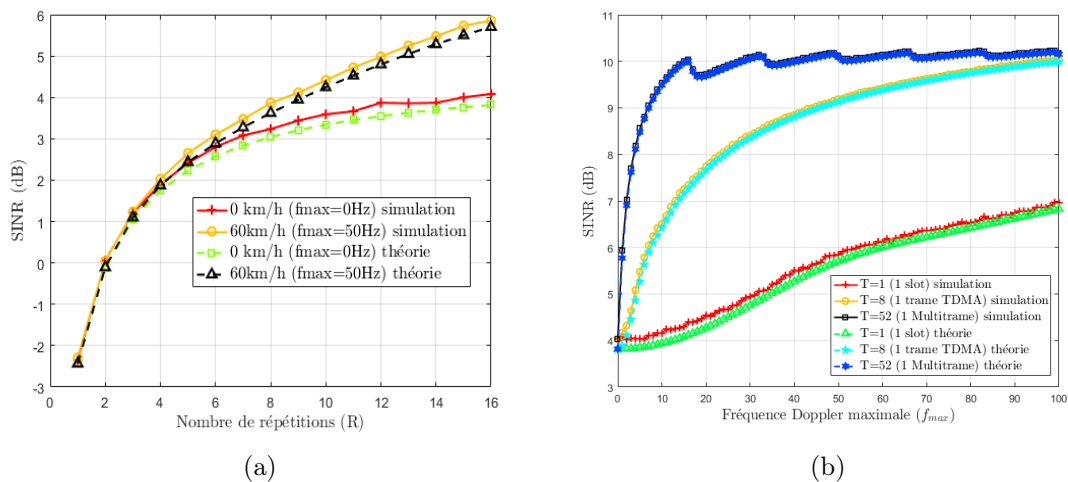 6
5
4
3
2
1
0
-1
-2
-3
SINR (dB)
0 km/h (fmax=0Hz) simulation
60km/h (fmax=50Hz) simulation
0 km/h (fmax=0Hz) théorie
60km/h (fmax=50Hz) théorie
0 2 4 6 8 10 12 14 16
Nombre de répétitions (R)
(a)
11
10
9
8
7
6
5
4
3
SINR (dB)
T=1 (1 slot) simulation
T=8 (1 trame TDMA) simulation
T=52 (1 Multitrame) simulation
T=1 (1 slot) théorie
T=8 (1 trame TDMA) théorie
T=52 (1 Multitrame) théorie
0 10 20 30 40 50 60 70 80 90 100
Fréquence Doppler maximale (fmax)
(b)